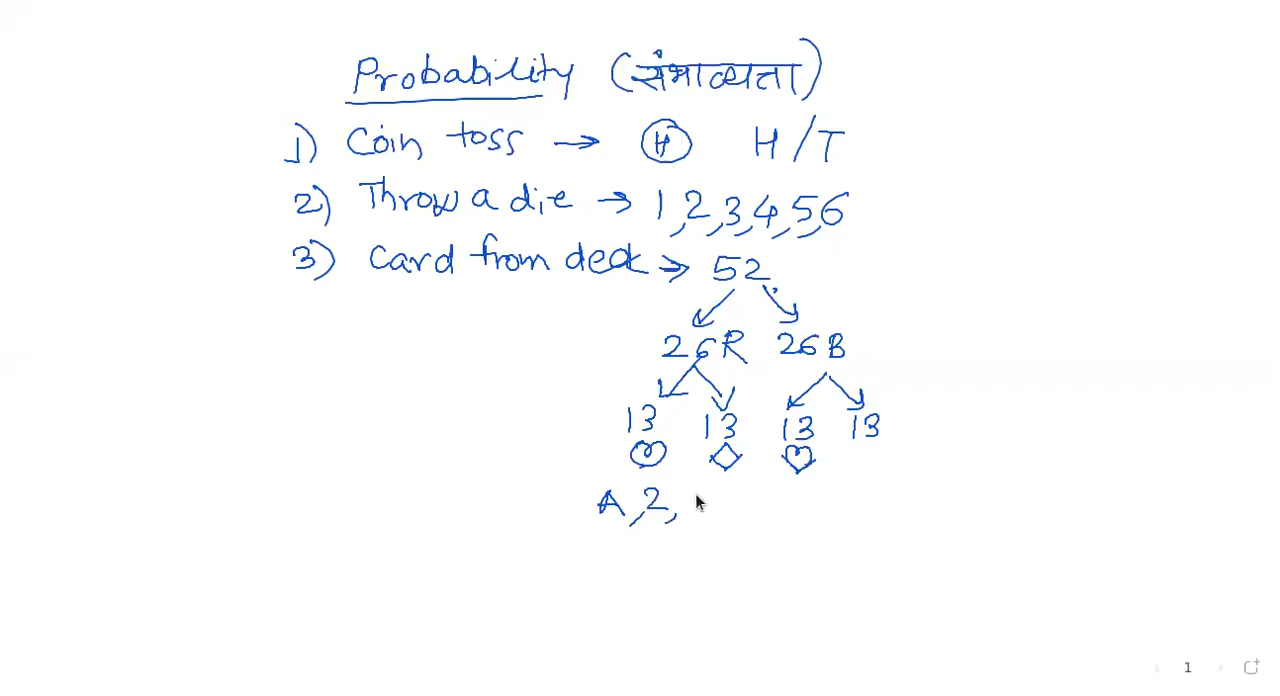 Probability (संभाव्यता)
1) Coin toss → H H/T
2) Throw a die → 1,2,3,4,5,6
3) Card from deck → 52
26R 26B
13 13 13 13
A,2,
1